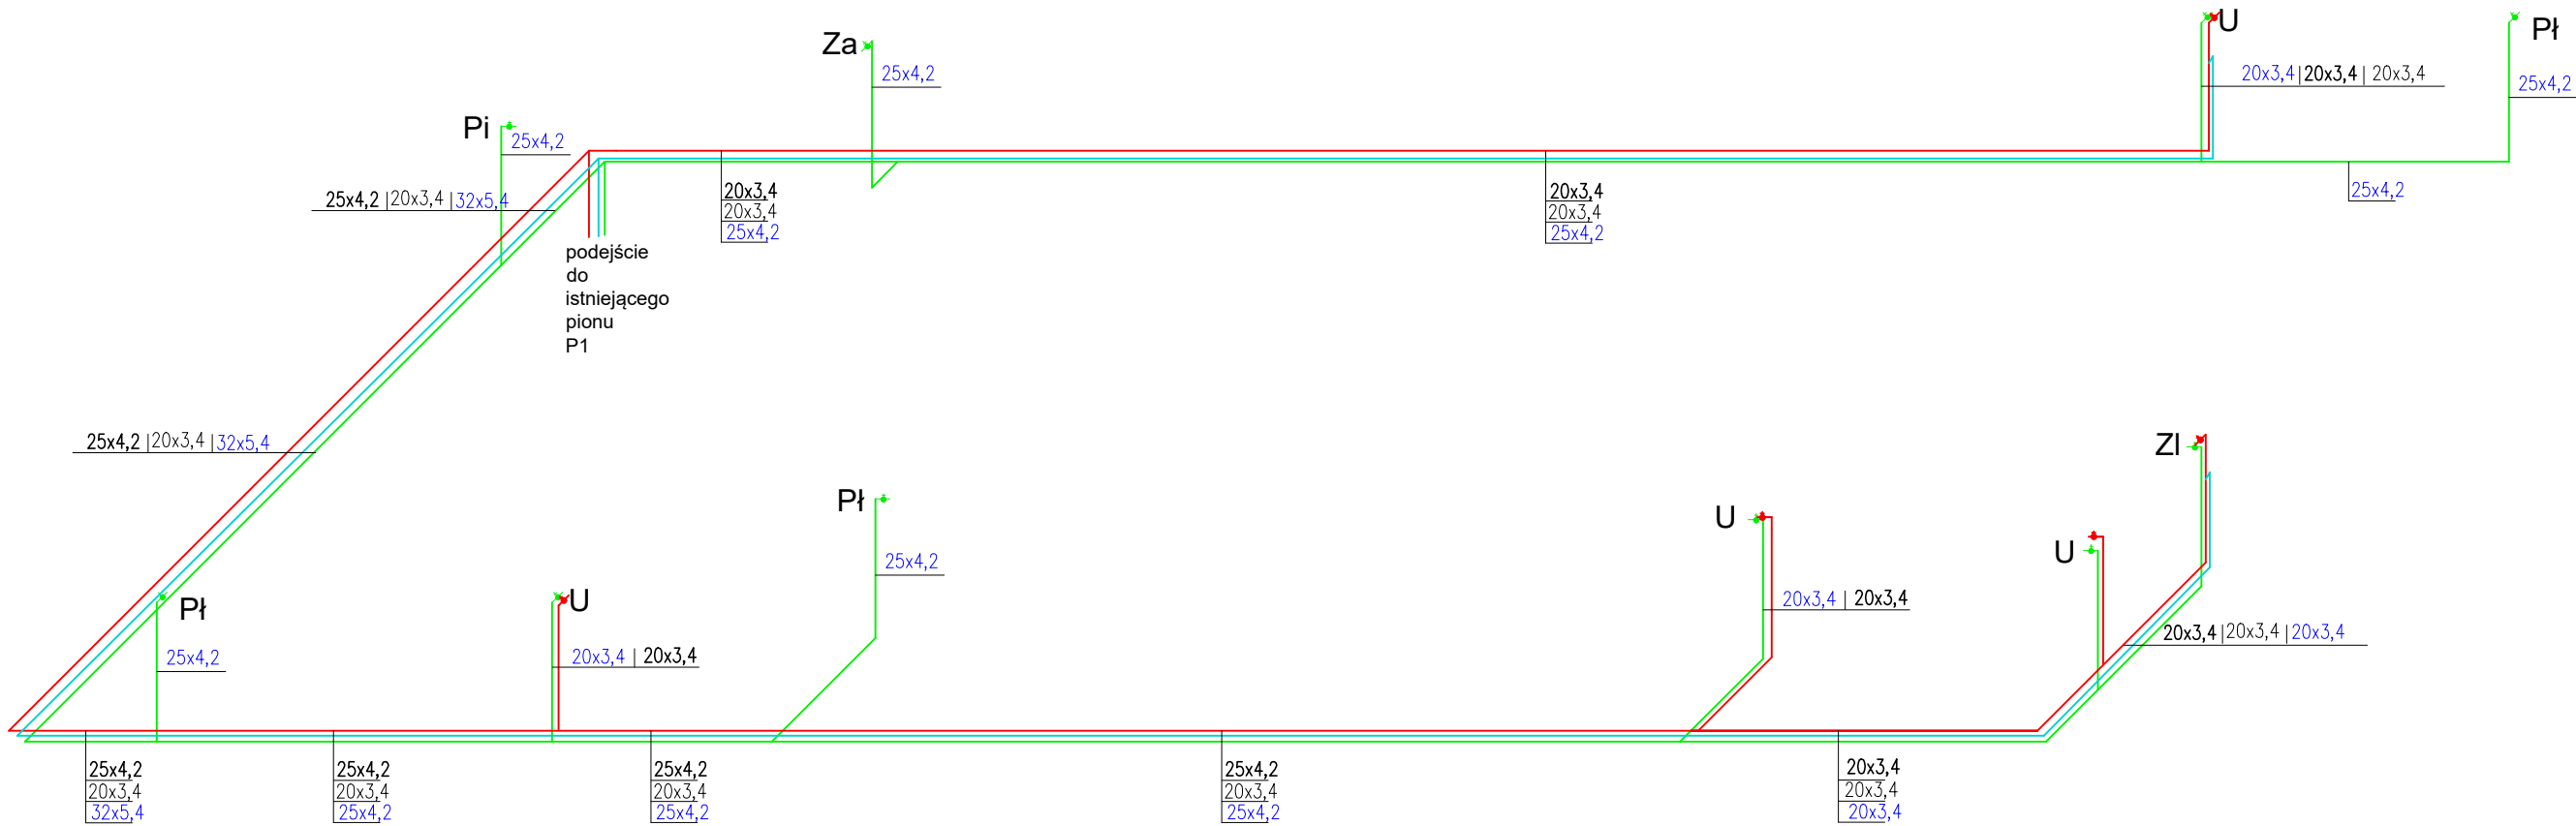 U
Pł
Za
25x4,2
20x3,4|20x3,4| 20x3,4
25x4,2
Pi
25x4,2
25x4,2 |20x3,4 |32x5,4
20x3,4
20x3,4
25x4,2
20x3,4
20x3,4
25x4,2
25x4,2
podejście
do
istniejącego
pionu
P1
25x4,2 |20x3,4 |32x5,4
Zl
Pł
U
U
25x4,2
Pł
U
20x3,4 | 20x3,4
20x3,4 |20x3,4 |20x3,4
25x4,2
20x3,4 | 20x3,4
25x4,2
20x3,4
32x5,4
25x4,2
20x3,4
25x4,2
25x4,2
20x3,4
25x4,2
25x4,2
20x3,4
25x4,2
20x3,4
20x3,4
20x3,4